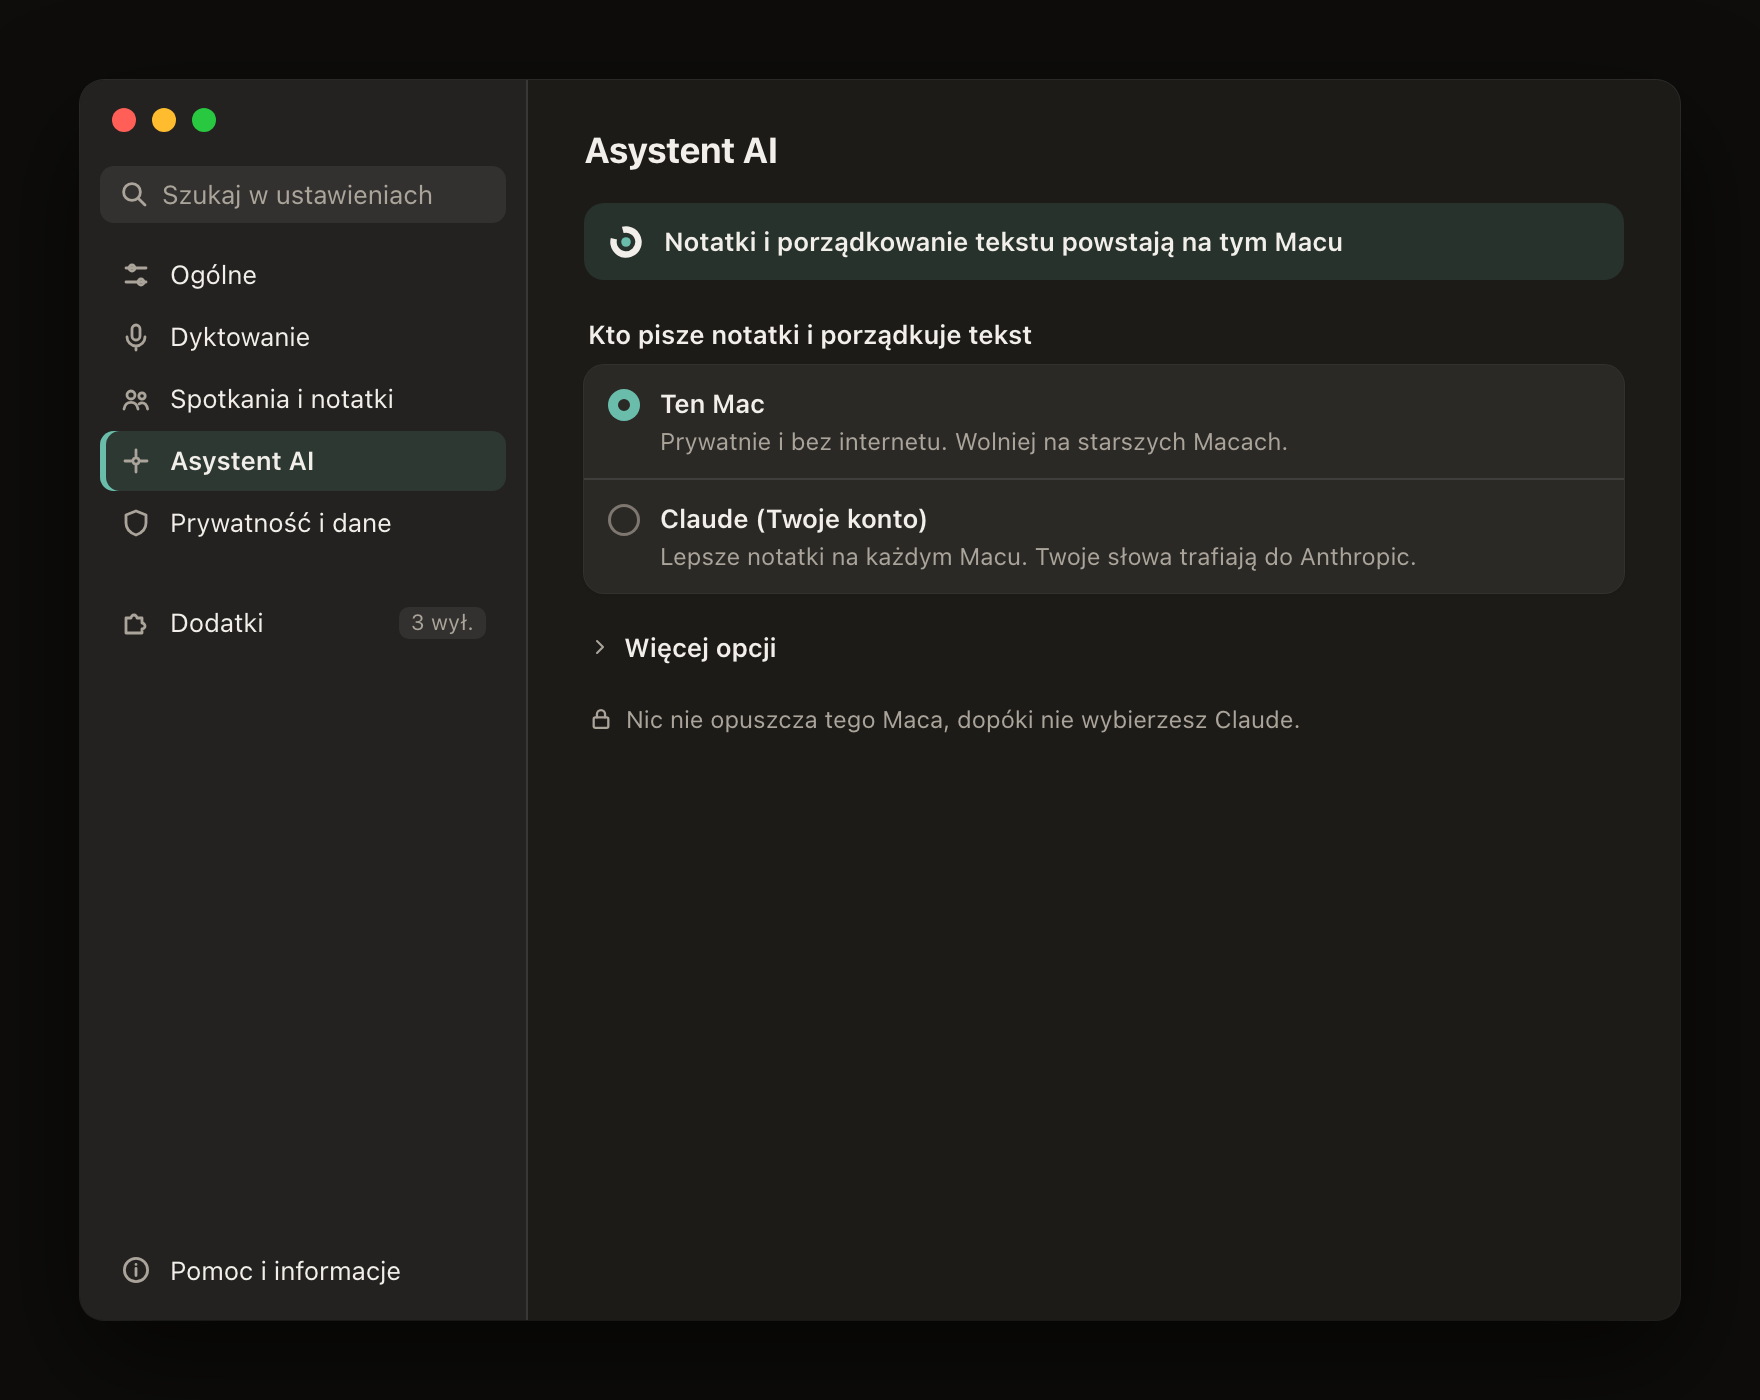 Szukaj w ustawieniach
Ogólne
Dyktowanie
Spotkania i notatki
Asystent AI
Prywatność i dane
Dodatki
3 wył.
Pomoc i informacje
Asystent AI
Notatki i porządkowanie tekstu powstają na tym Macu
Kto pisze notatki i porządkuje tekst
Ten Mac
Prywatnie i bez internetu. Wolniej na starszych Macach.
Claude (Twoje konto)
Lepsze notatki na każdym Macu. Twoje słowa trafiają do Anthropic.
Więcej opcji
Nic nie opuszcza tego Maca, dopóki nie wybierzesz Claude.